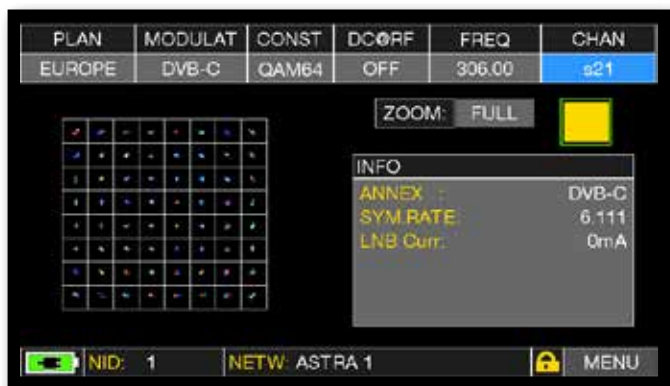 PLAN MODULAT CONST DC@RF FREQ CHAN
EUROPE DVB-C QAM64 OFF 306.00 s21
ZOOM: FULL
INFO
ANNEX : DVB-C
SYM.RATE 6.111
LNB Curr. 0mA
NID: 1 NETW: ASTRA 1 MENU